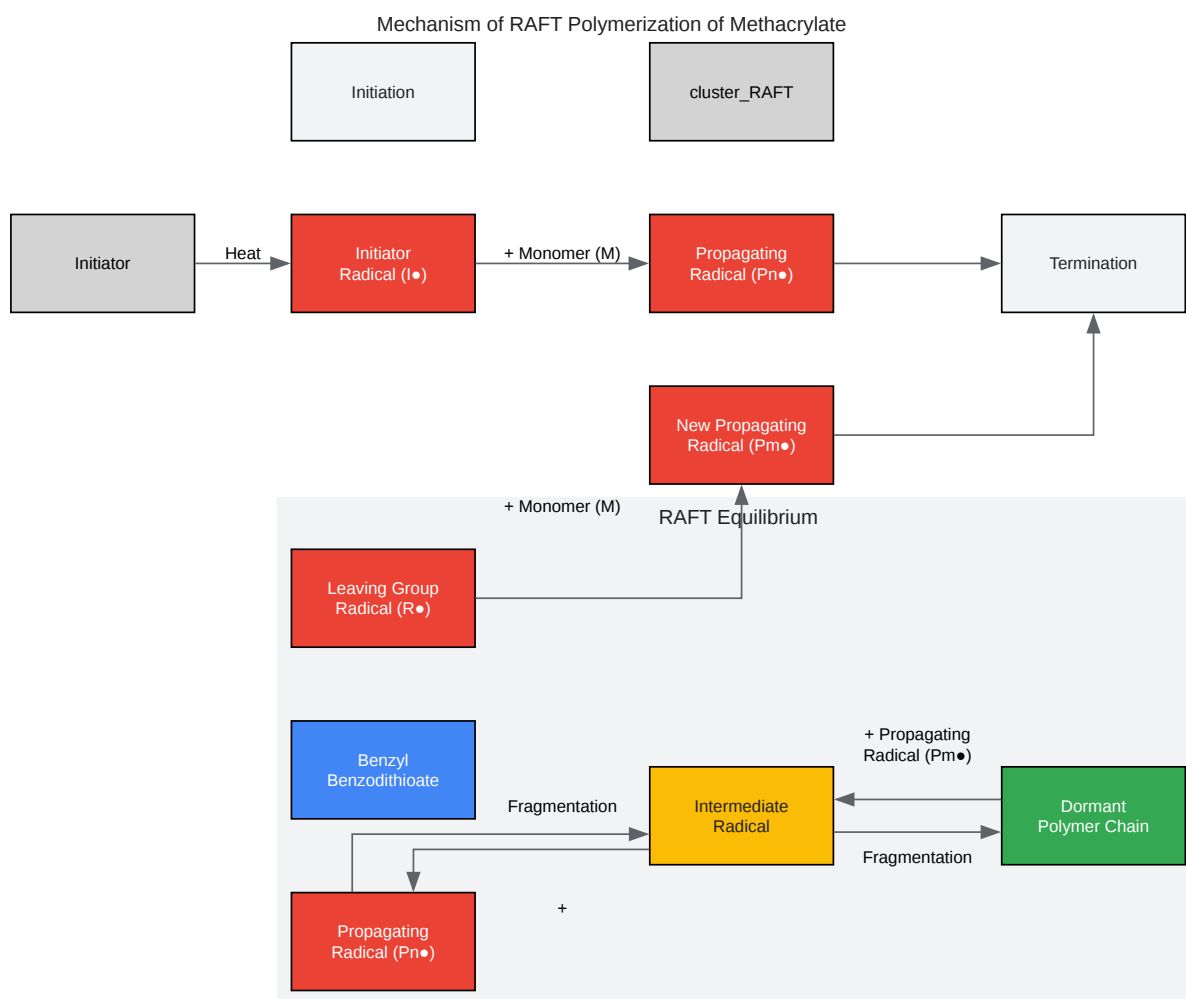 Mechanism of RAFT Polymerization of Methacrylate
Initiation
cluster_RAFT
Initiator
Heat
Initiator
Radical (I●)
+ Monomer (M)
Propagating
Radical (Pn●)
Termination
New Propagating
Radical (Pm●)
+ Monomer (M)
RAFT Equilibrium
Leaving Group
Radical (R●)
Benzyl
Benzodithioate
Fragmentation
Intermediate
Radical
+ Propagating
Radical (Pm●)
Dormant
Polymer Chain
Fragmentation
+
Propagating
Radical (Pn●)